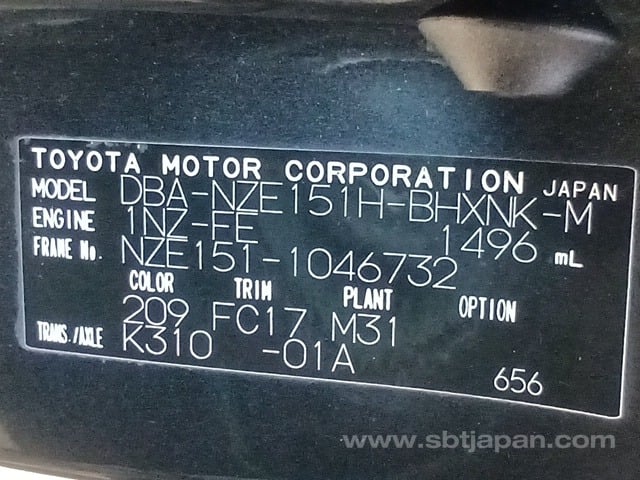 TOYOTA MOTOR CORPORATION JAPAN
MODEL DBA-NZE151H-BHXNK-M
ENGINE 1NZ-FE 1496 mL
FRAME No. NZE151-1046732
COLOR TRIM PLANT OPTION
209 FC17 M31
TRANS./AXLE K310 -01A
656
www.sbtjapan.com